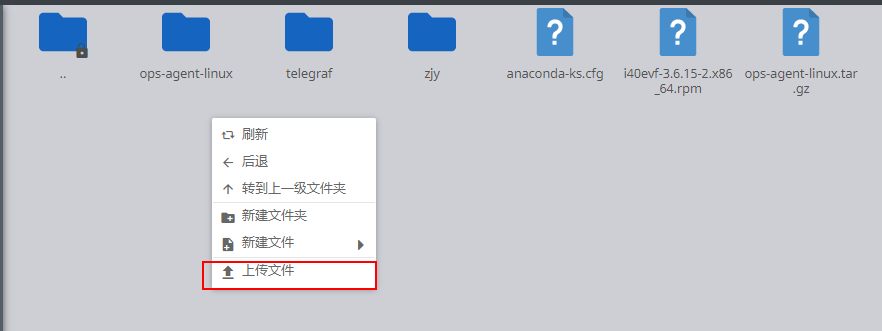 ..
ops-agent-linux
telegraf
zjy
anaconda-ks.cfg
i40evf-3.6.15-2.x86
_64.rpm
ops-agent-linux.tar
.gz
刷新
后退
转到上一级文件夹
新建文件夹
新建文件
上传文件